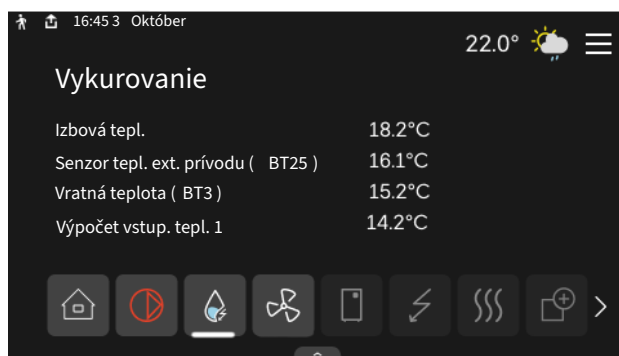 16:45 3 Október
22.0°
Vykurovanie
Izbová tepl. 18.2°C
Senzor tepl. ext. prívodu ( BT25 ) 16.1°C
Vratná teplota ( BT3 ) 15.2°C
Výpočet vstup. tepl. 1 14.2°C